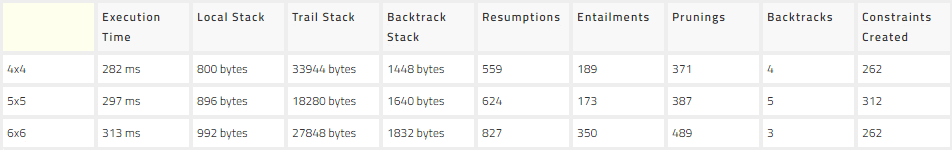 Execution Time Local Stack Trail Stack Backtrack Stack Resumptions Entailments Prunings Backtracks Constraints Created
4x4 282 ms 800 bytes 33944 bytes 1448 bytes 559 189 371 4 262
5x5 297 ms 896 bytes 18280 bytes 1640 bytes 624 173 387 5 312
6x6 313 ms 992 bytes 27848 bytes 1832 bytes 827 350 489 3 262